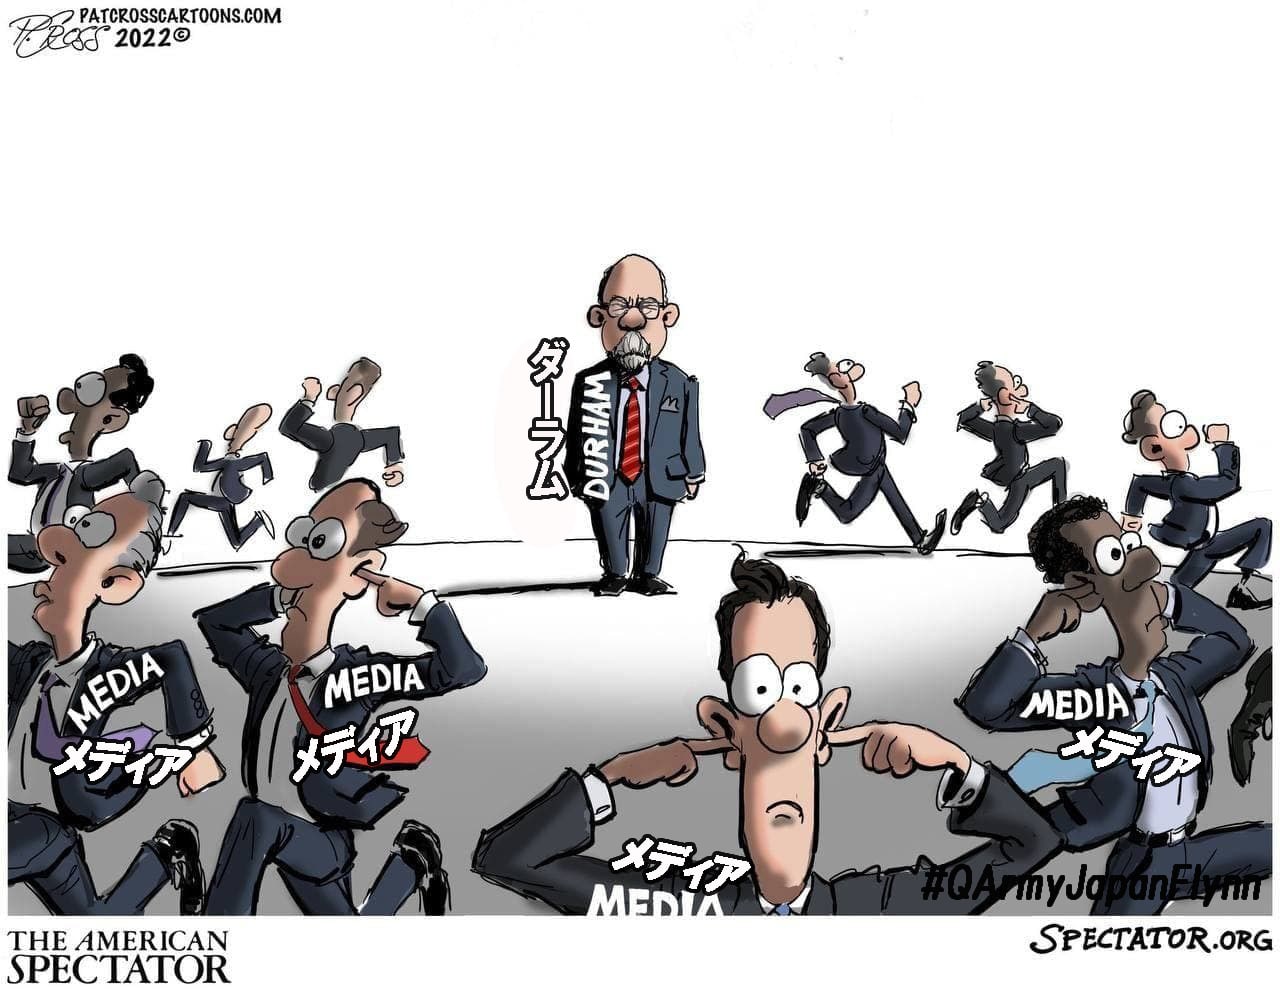 PATCROSSCARTOONS.COM
P. CROSS 2022©
ダーラム
DURHAM
MEDIA
メディア
MEDIA
メディア
MEDIA
メディア
メディア
MEDIA
#QArmyJapanFlynn
THE AMERICAN
SPECTATOR
SPECTATOR.ORG